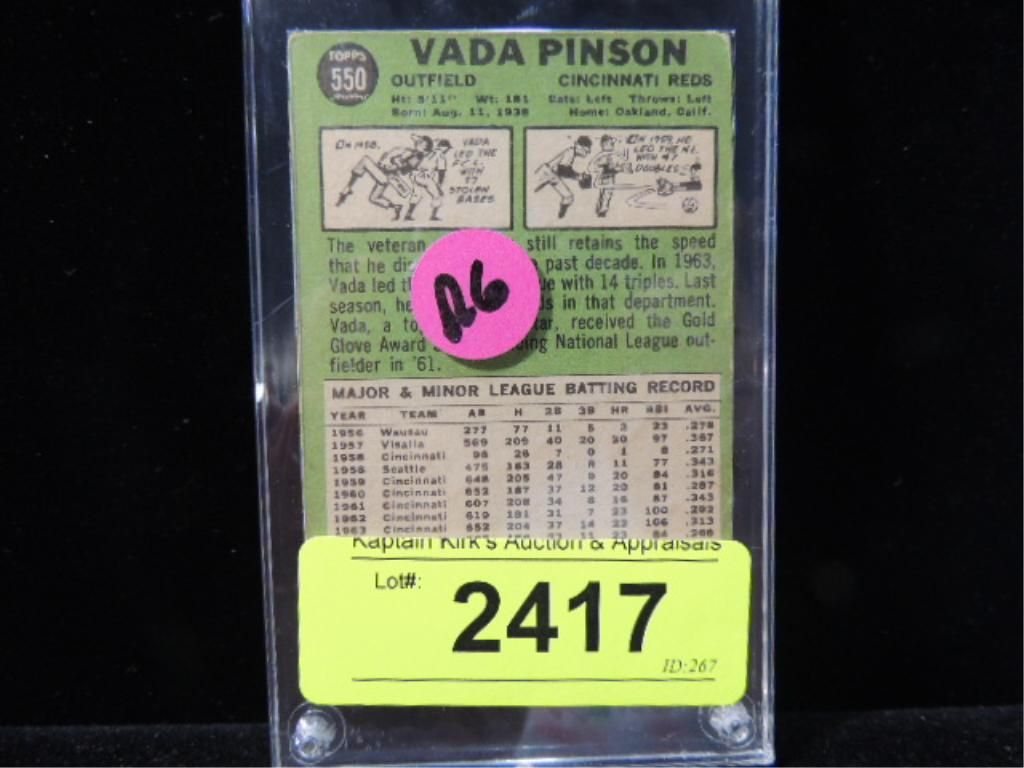 TOPPS
550
VADA PINSON
OUTFIELD CINCINNATI REDS
Ht: 5'11" Wt: 181 Bats: Left Throws: Left
Born: Aug. 11, 1938 Home: Oakland, Calif.
IN 1958, VADA
LED THE
P.C.L.
WITH
37
STOLEN
BASES
IN 1959, HE
LED THE N.L.
WITH 47
DOUBLES
The veteran still retains the speed
that he past decade. In 1963,
Vada led with 14 triples. Last
season, he in that department.
Vada, a received the Gold
Glove Award National League out-
fielder in '61.
A6
MAJOR & MINOR LEAGUE BATTING RECORD
YEAR TEAM AB H 2B 3B HR RBI AVG.
1956 Wausau 277 77 11 5 2 23 .278
1957 Visalia 569 209 40 20 20 97 .367
1958 Cincinnati 96 26 7 0 1 8 .271
1958 Seattle 475 163 28 8 11 77 .343
1959 Cincinnati 648 205 47 9 20 84 .316
1960 Cincinnati 652 187 37 12 20 61 .287
1961 Cincinnati 607 208 34 8 16 87 .343
1962 Cincinnati 619 181 31 7 23 100 .292
1963 Cincinnati 652 204 37 14 22 106 .313
Kaptain Kirk's Auction & Appraisals
Lot#:
2417
ID:267